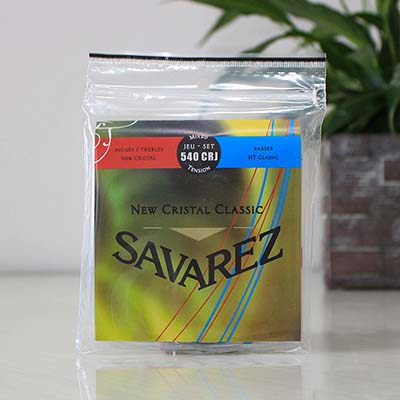 AIGUËS / TREBLES
NEW CRISTAL
MIXED
JEU - SET
540 CRJ
TENSION
BASSES
HT CLASSIC
NEW CRISTAL CLASSIC
SAVAREZ